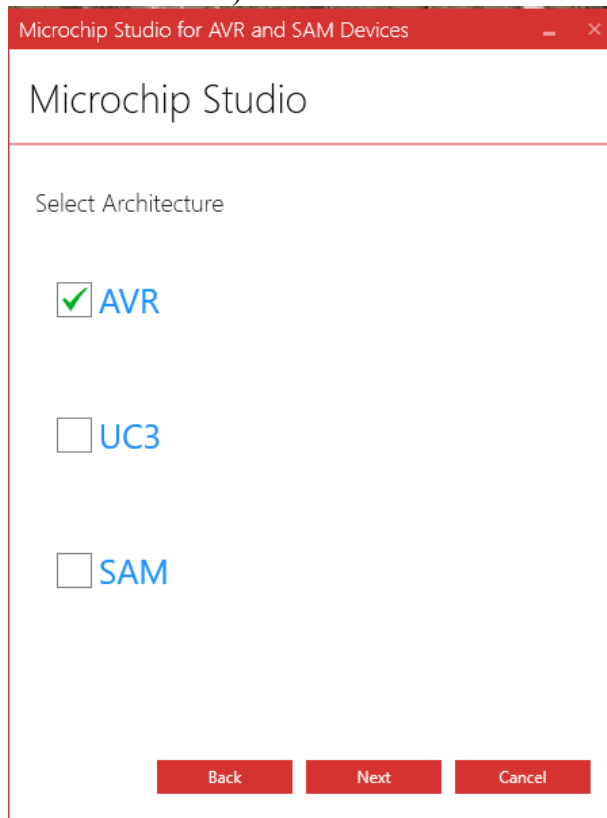 Microchip Studio for AVR and SAM Devices
Microchip Studio
Select Architecture
AVR
UC3
SAM
Back Next Cancel